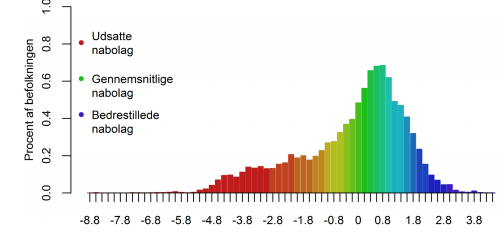 1.0
0.8
0.6
0.4
0.2
0.0
Procent af befolkningen
Udsatte
nabolag
Gennemsnitlige
nabolag
Bedrestillede
nabolag
-8.8 -7.8 -6.8 -5.8 -4.8 -3.8 -2.8 -1.8 -0.8 0 0.8 1.8 2.8 3.8